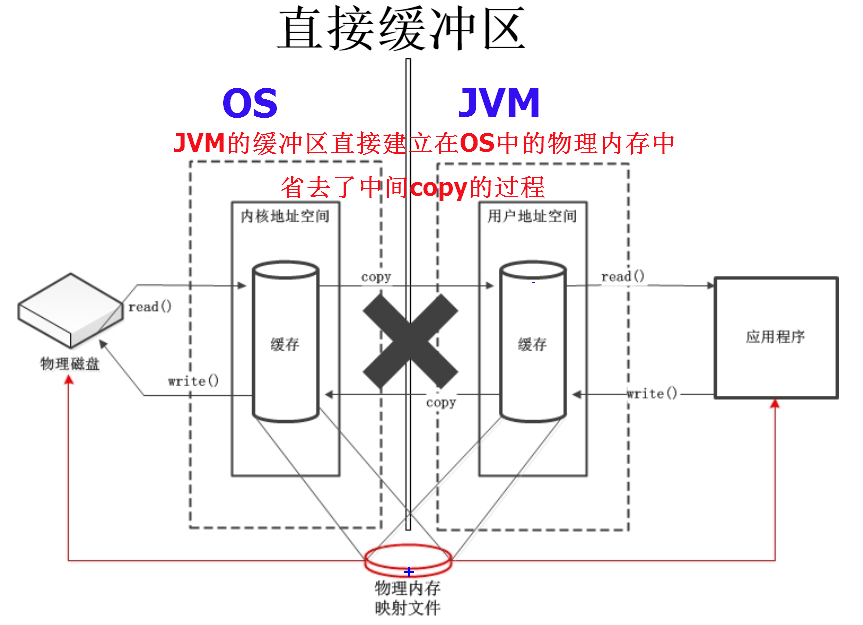 直接缓冲区
OS
JVM
JVM的缓冲区直接建立在OS中的物理内存中
省去了中间copy的过程
内核地址空间
用户地址空间
copy
read()
read()
缓存
缓存
应用程序
物理磁盘
write()
copy
write()
物理内存
映射文件